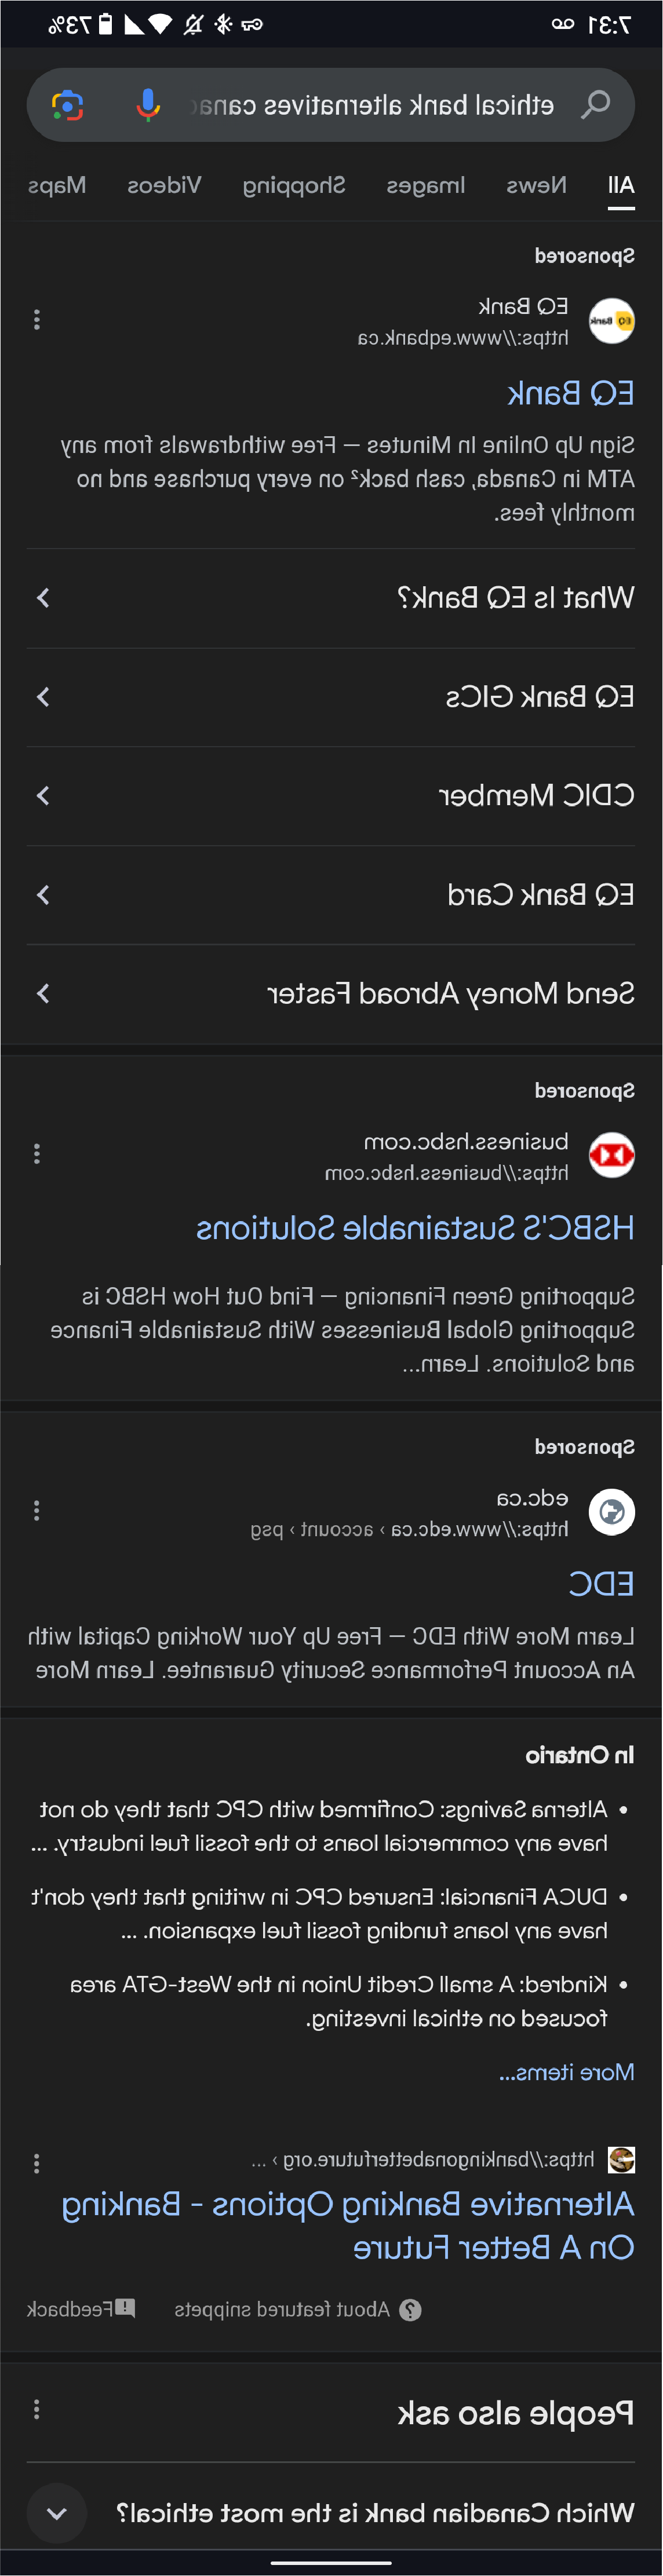 7:31
73%
ethical bank alternatives canac
All News Images Shopping Videos Maps
Sponsored
EQ Bank
EQ Bank
https://www.eqbank.ca
EQ Bank
Sign Up Online In Minutes — Free withdrawals from any
ATM in Canada, cash back² on every purchase and no
monthly fees.
What Is EQ Bank?
EQ Bank GICs
CDIC Member
EQ Bank Card
Send Money Abroad Faster
Sponsored
business.hsbc.com
https://business.hsbc.com
HSBC'S Sustainable Solutions
Supporting Green Financing — Find Out How HSBC is
Supporting Global Businesses With Sustainable Finance
and Solutions. Learn...
Sponsored
edc.ca
https://www.edc.ca › account › psg
EDC
Learn More With EDC — Free Up Your Working Capital with
An Account Performance Security Guarantee. Learn More
In Ontario
• Alterna Savings: Confirmed with CPC that they do not
have any commercial loans to the fossil fuel industry. ...
• DUCA Financial: Ensured CPC in writing that they don't
have any loans funding fossil fuel expansion. ...
• Kindred: A small Credit Union in the West-GTA area
focused on ethical investing.
More items...
https://bankingonabetterfuture.org › ...
Alternative Banking Options - Banking
On A Better Future
About featured snippets Feedback
People also ask
Which Canadian bank is the most ethical?